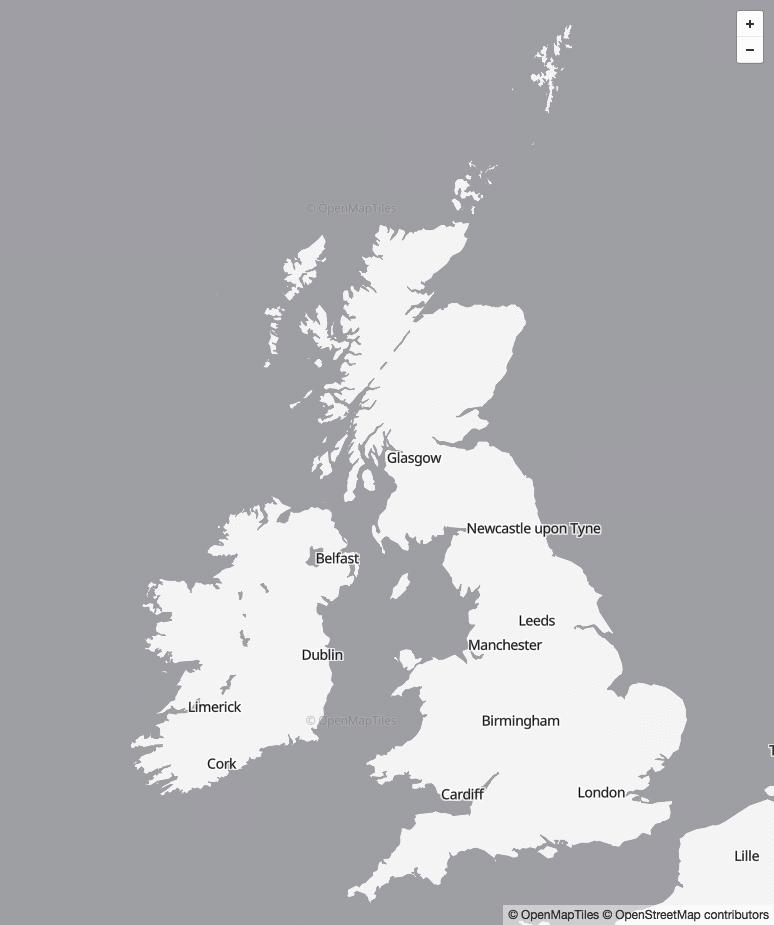 +
−
© OpenMapTiles
Glasgow
Newcastle upon Tyne
Belfast
Leeds
Manchester
Dublin
Limerick
© OpenMapTiles
Birmingham
T
Cork
Cardiff
London
Lille
© OpenMapTiles © OpenStreetMap contributors